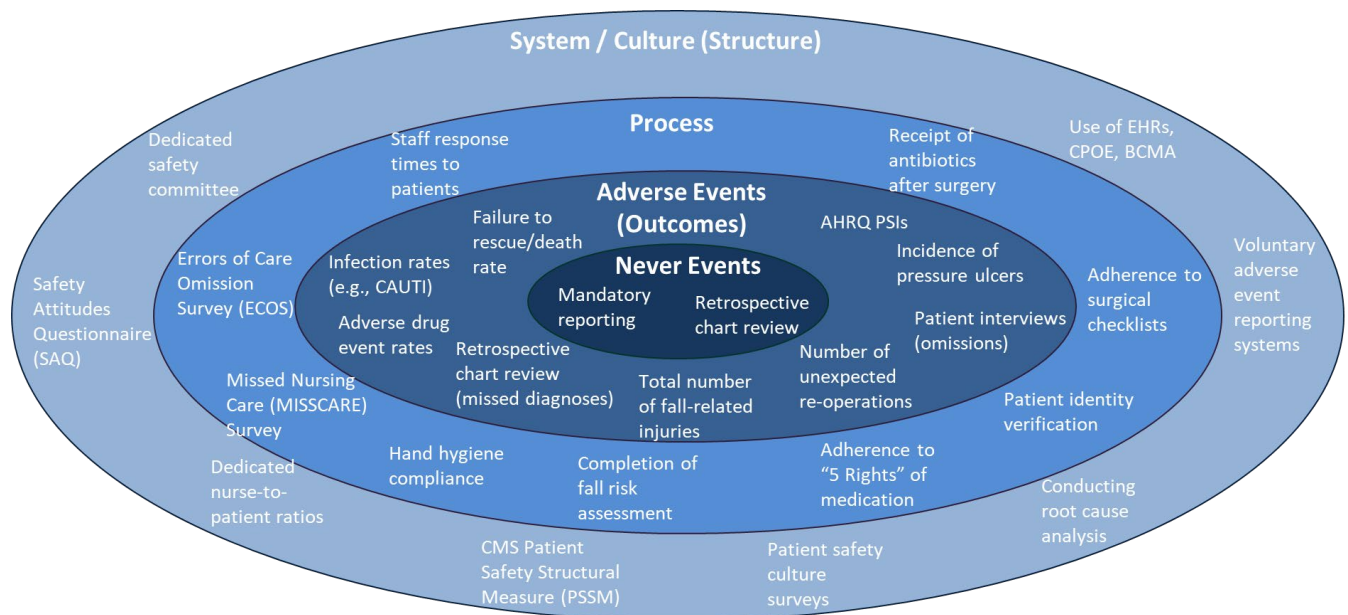 System / Culture (Structure)
Dedicated
safety
committee
Use of EHRs,
CPOE, BCMA
Safety
Attitudes
Questionnaire
(SAQ)
Voluntary
adverse
event
reporting
systems
Dedicated
nurse-to-
patient ratios
Conducting
root cause
analysis
CMS Patient
Safety Structural
Measure (PSSM)
Patient safety
culture
surveys
Process
Staff response
times to
patients
Receipt of
antibiotics
after surgery
Errors of Care
Omission
Survey (ECOS)
Adherence to
surgical
checklists
Missed Nursing
Care (MISSCARE)
Survey
Patient identity
verification
Hand hygiene
compliance
Completion of
fall risk
assessment
Adherence to
“5 Rights” of
medication
Adverse Events
(Outcomes)
Failure to
rescue/death
rate
AHRQ PSIs
Infection rates
(e.g., CAUTI)
Incidence of
pressure ulcers
Adverse drug
event rates
Patient interviews
(omissions)
Retrospective
chart review
(missed diagnoses)
Total number
of fall-related
injuries
Number of
unexpected
re-operations
Never Events
Mandatory
reporting
Retrospective
chart review